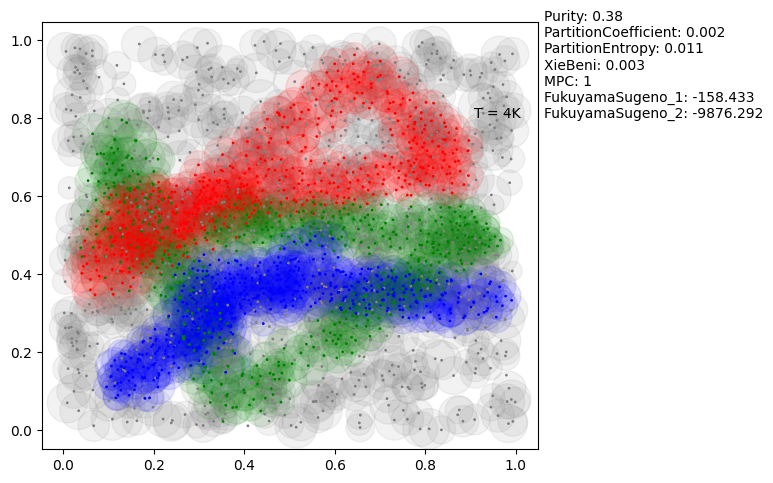 Purity: 0.38
PartitionCoefficient: 0.002
PartitionEntropy: 0.011
XieBeni: 0.003
MPC: 1
FukuyamaSugeno_1: -158.433
FukuyamaSugeno_2: -9876.292
T = 4K
1.0
0.8
0.6
0.4
0.2
0.0
0.0 0.2 0.4 0.6 0.8 1.0